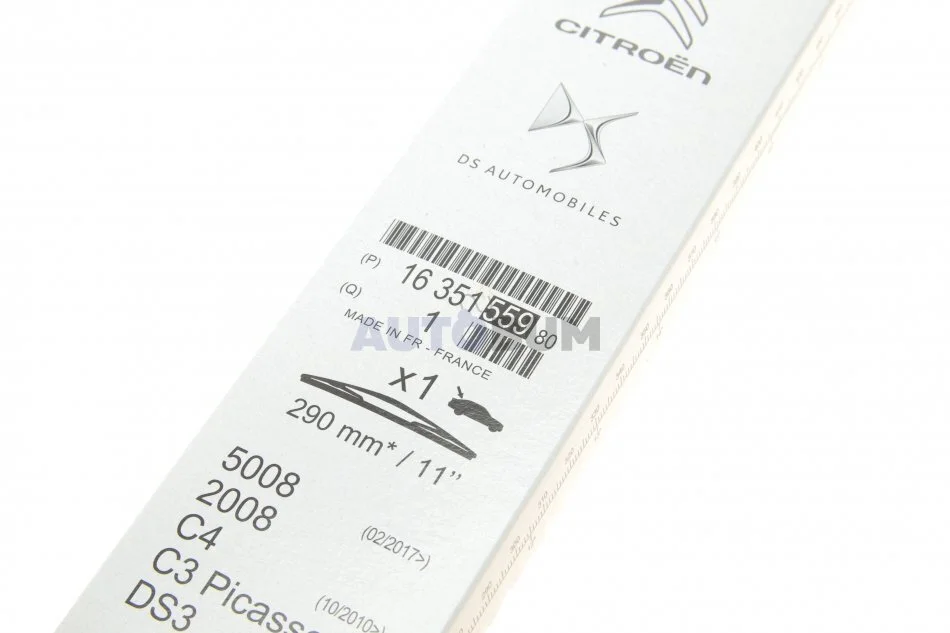 CITROËN
DS AUTOMOBILES
(P) 16 351 559 80
(Q) 1
MADE IN FR - FRANCE
AUTODOUM
x1
290 mm* / 11”
5008
2008
C4 (02/2017>)
C3 Picasso
DS3 (10/2010>)